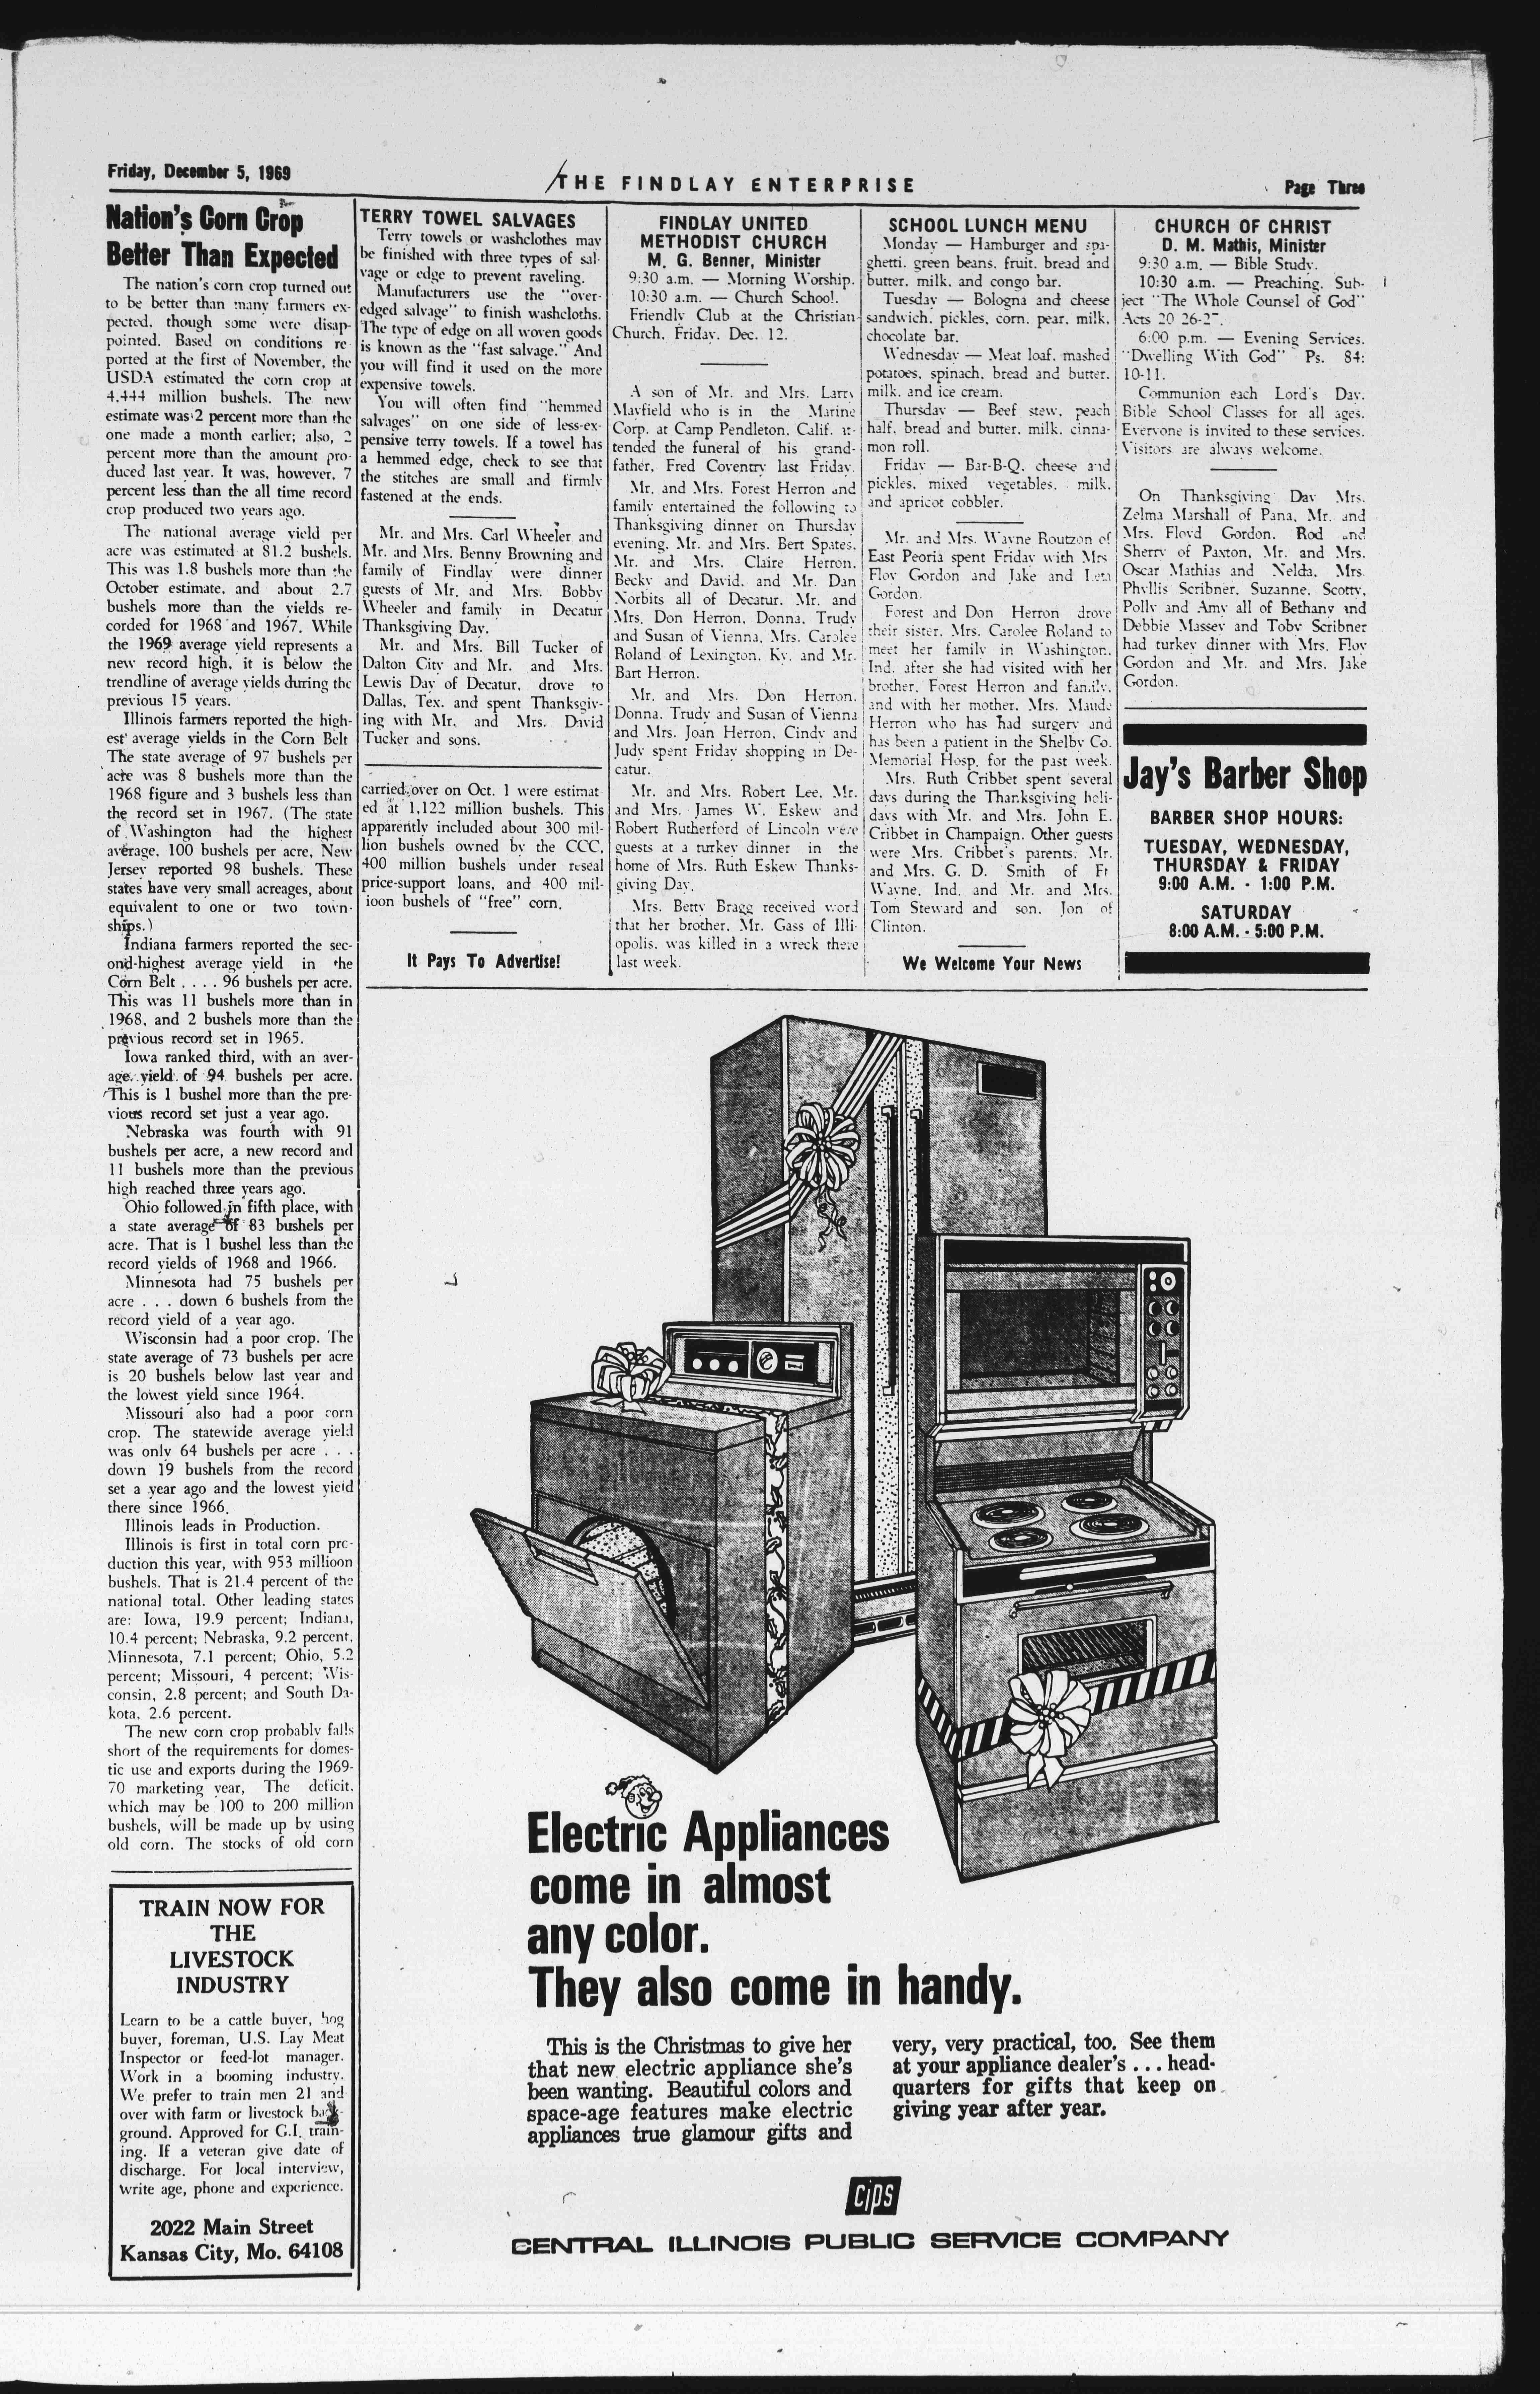 Friday, December 5, 1969
THE FINDLAY ENTERPRISE
Page Three
Nation's Corn Crop
Better Than Expected
The nation's corn crop turned out
to be better than many farmers ex-
pected, though some were disap-
pointed. Based on conditions re-
ported at the first of November, the
USDA estimated the corn crop at
4,444 million bushels. The new
estimate was 2 percent more than the
one made a month earlier; also, 2
percent more than the amount pro-
duced last year. It was, however, 7
percent less than the all time record
crop produced two years ago.
The national average yield per
acre was estimated at 81.2 bushels.
This was 1.8 bushels more than the
October estimate, and about 2.7
bushels more than the yields re-
corded for 1968 and 1967. While
the 1969 average yield represents a
new record high, it is below the
trendline of average yields during the
previous 15 years.
Illinois farmers reported the high-
est average yields in the Corn Belt
The state average of 97 bushels per
acre was 8 bushels more than the
1968 figure and 3 bushels less than
the record set in 1967. (The state
of Washington had the highest
average, 100 bushels per acre, New
Jersey reported 98 bushels. These
states have very small acreages, about
equivalent to one or two town-
ships.)
Indiana farmers reported the sec-
ond-highest average yield in the
Corn Belt . . . . 96 bushels per acre.
This was 11 bushels more than in
1968, and 2 bushels more than the
previous record set in 1965.
Iowa ranked third, with an aver-
age yield of 94 bushels per acre.
This is 1 bushel more than the pre-
vious record set just a year ago.
Nebraska was fourth with 91
bushels per acre, a new record and
11 bushels more than the previous
high reached three years ago.
Ohio followed in fifth place, with
a state average of 83 bushels per
acre. That is 1 bushel less than the
record yields of 1968 and 1966.
Minnesota had 75 bushels per
acre . . . down 6 bushels from the
record yield of a year ago.
Wisconsin had a poor crop. The
state average of 73 bushels per acre
is 20 bushels below last year and
the lowest yield since 1964.
Missouri also had a poor corn
crop. The statewide average yield
was only 64 bushels per acre . . .
down 19 bushels from the record
set a year ago and the lowest yield
there since 1966.
Illinois leads in Production.
Illinois is first in total corn pro-
duction this year, with 953 millioon
bushels. That is 21.4 percent of the
national total. Other leading states
are: Iowa, 19.9 percent; Indiana,
10.4 percent; Nebraska, 9.2 percent,
Minnesota, 7.1 percent; Ohio, 5.2
percent; Missouri, 4 percent; Wis-
consin, 2.8 percent; and South Da-
kota, 2.6 percent.
The new corn crop probably falls
short of the requirements for domes-
tic use and exports during the 1969-
70 marketing year, The deficit,
which may be 100 to 200 million
bushels, will be made up by using
old corn. The stocks of old corn
TRAIN NOW FOR
THE
LIVESTOCK
INDUSTRY
Learn to be a cattle buyer, hog
buyer, foreman, U.S. Lay Meat
Inspector or feed-lot manager.
Work in a booming industry.
We prefer to train men 21 and
over with farm or livestock back-
ground. Approved for G.I. train-
ing. If a veteran give date of
discharge. For local interview,
write age, phone and experience.
2022 Main Street
Kansas City, Mo. 64108
TERRY TOWEL SALVAGES
Terry towels or washclothes may
be finished with three types of sal-
vage or edge to prevent raveling.
Manufacturers use the "over-
edged salvage" to finish washcloths.
The type of edge on all woven goods
is known as the "fast salvage." And
you will find it used on the more
expensive towels.
You will often find "hemmed
salvages" on one side of less-ex-
pensive terry towels. If a towel has
a hemmed edge, check to see that
the stitches are small and firmly
fastened at the ends.
Mr. and Mrs. Carl Wheeler and
Mr. and Mrs. Benny Browning and
family of Findlay were dinner
guests of Mr. and Mrs. Bobby
Wheeler and family in Decatur
Thanksgiving Day.
Mr. and Mrs. Bill Tucker of
Dalton City and Mr. and Mrs.
Lewis Day of Decatur, drove to
Dallas, Tex. and spent Thanksgiv-
ing with Mr. and Mrs. David
Tucker and sons.
carried over on Oct. 1 were estimat
ed at 1,122 million bushels. This
apparently included about 300 mil-
lion bushels owned by the CCC,
400 million bushels under reseal
price-support loans, and 400 mil-
ioon bushels of "free" corn.
It Pays To Advertise!
FINDLAY UNITED
METHODIST CHURCH
M. G. Benner, Minister
9:30 a.m. — Morning Worship.
10:30 a.m. — Church School.
Friendly Club at the Christian
Church, Friday, Dec. 12.
A son of Mr. and Mrs. Larry
Mayfield who is in the Marine
Corp. at Camp Pendleton, Calif. at-
tended the funeral of his grand-
father, Fred Coventry last Friday.
Mr. and Mrs. Forest Herron and
family entertained the following to
Thanksgiving dinner on Thursday
evening, Mr. and Mrs. Bert Spates,
Mr. and Mrs. Claire Herron,
Becky and David, and Mr. Dan
Norbits all of Decatur, Mr. and
Mrs. Don Herron, Donna, Trudy
and Susan of Vienna, Mrs. Carolee
Roland of Lexington, Ky. and Mr.
Bart Herron.
Mr. and Mrs. Don Herron,
Donna, Trudy and Susan of Vienna
and Mrs. Joan Herron, Cindy and
Judy spent Friday shopping in De-
catur.
Mr. and Mrs. Robert Lee, Mr.
and Mrs. James W. Eskew and
Robert Rutherford of Lincoln were
guests at a turkey dinner in the
home of Mrs. Ruth Eskew Thanks-
giving Day.
Mrs. Betty Bragg received word
that her brother, Mr. Gass of Illi-
opolis, was killed in a wreck there
last week.
SCHOOL LUNCH MENU
Monday — Hamburger and spa-
ghetti, green beans, fruit, bread and
butter, milk, and congo bar.
Tuesday — Bologna and cheese
sandwich, pickles, corn, pear, milk,
chocolate bar.
Wednesday — Meat loaf, mashed
potatoes, spinach, bread and butter,
milk, and ice cream.
Thursday — Beef stew, peach
half, bread and butter, milk, cinna-
mon roll.
Friday — Bar-B-Q, cheese and
pickles, mixed vegetables, milk,
and apricot cobbler.
Mr. and Mrs. Wayne Routzon of
East Peoria spent Friday with Mrs
Floy Gordon and Jake and Leta
Gordon.
Forest and Don Herron drove
their sister, Mrs. Carolee Roland to
meet her family in Washington,
Ind. after she had visited with her
brother, Forest Herron and family,
and with her mother, Mrs. Maude
Herron who has had surgery and
has been a patient in the Shelby Co.
Memorial Hosp. for the past week.
Mrs. Ruth Cribbet spent several
days during the Thanksgiving holi-
days with Mr. and Mrs. John E.
Cribbet in Champaign. Other guests
were Mrs. Cribbet's parents, Mr.
and Mrs. G. D. Smith of Ft
Wayne, Ind. and Mr. and Mrs.
Tom Steward and son, Jon of
Clinton.
We Welcome Your News
CHURCH OF CHRIST
D. M. Mathis, Minister
9:30 a.m. — Bible Study.
10:30 a.m. — Preaching. Sub-
ject "The Whole Counsel of God"
Acts 20 26-27.
6:00 p.m. — Evening Services.
"Dwelling With God" Ps. 84:
10-11.
Communion each Lord's Day.
Bible School Classes for all ages.
Everyone is invited to these services.
Visitors are always welcome.
On Thanksgiving Day Mrs.
Zelma Marshall of Pana, Mr. and
Mrs. Floyd Gordon, Rod and
Sherry of Paxton, Mr. and Mrs.
Oscar Mathias and Nelda, Mrs.
Phyllis Scribner, Suzanne, Scotty,
Polly and Amy all of Bethany and
Debbie Massey and Toby Scribner
had turkey dinner with Mrs. Floy
Gordon and Mr. and Mrs. Jake
Gordon.
Jay's Barber Shop
BARBER SHOP HOURS:
TUESDAY, WEDNESDAY,
THURSDAY & FRIDAY
9:00 A.M. - 1:00 P.M.
SATURDAY
8:00 A.M. - 5:00 P.M.
Electric Appliances
come in almost
any color.
They also come in handy.
This is the Christmas to give her
that new electric appliance she's
been wanting. Beautiful colors and
space-age features make electric
appliances true glamour gifts and
very, very practical, too. See them
at your appliance dealer's . . . head-
quarters for gifts that keep on
giving year after year.
CIPS
CENTRAL ILLINOIS PUBLIC SERVICE COMPANY